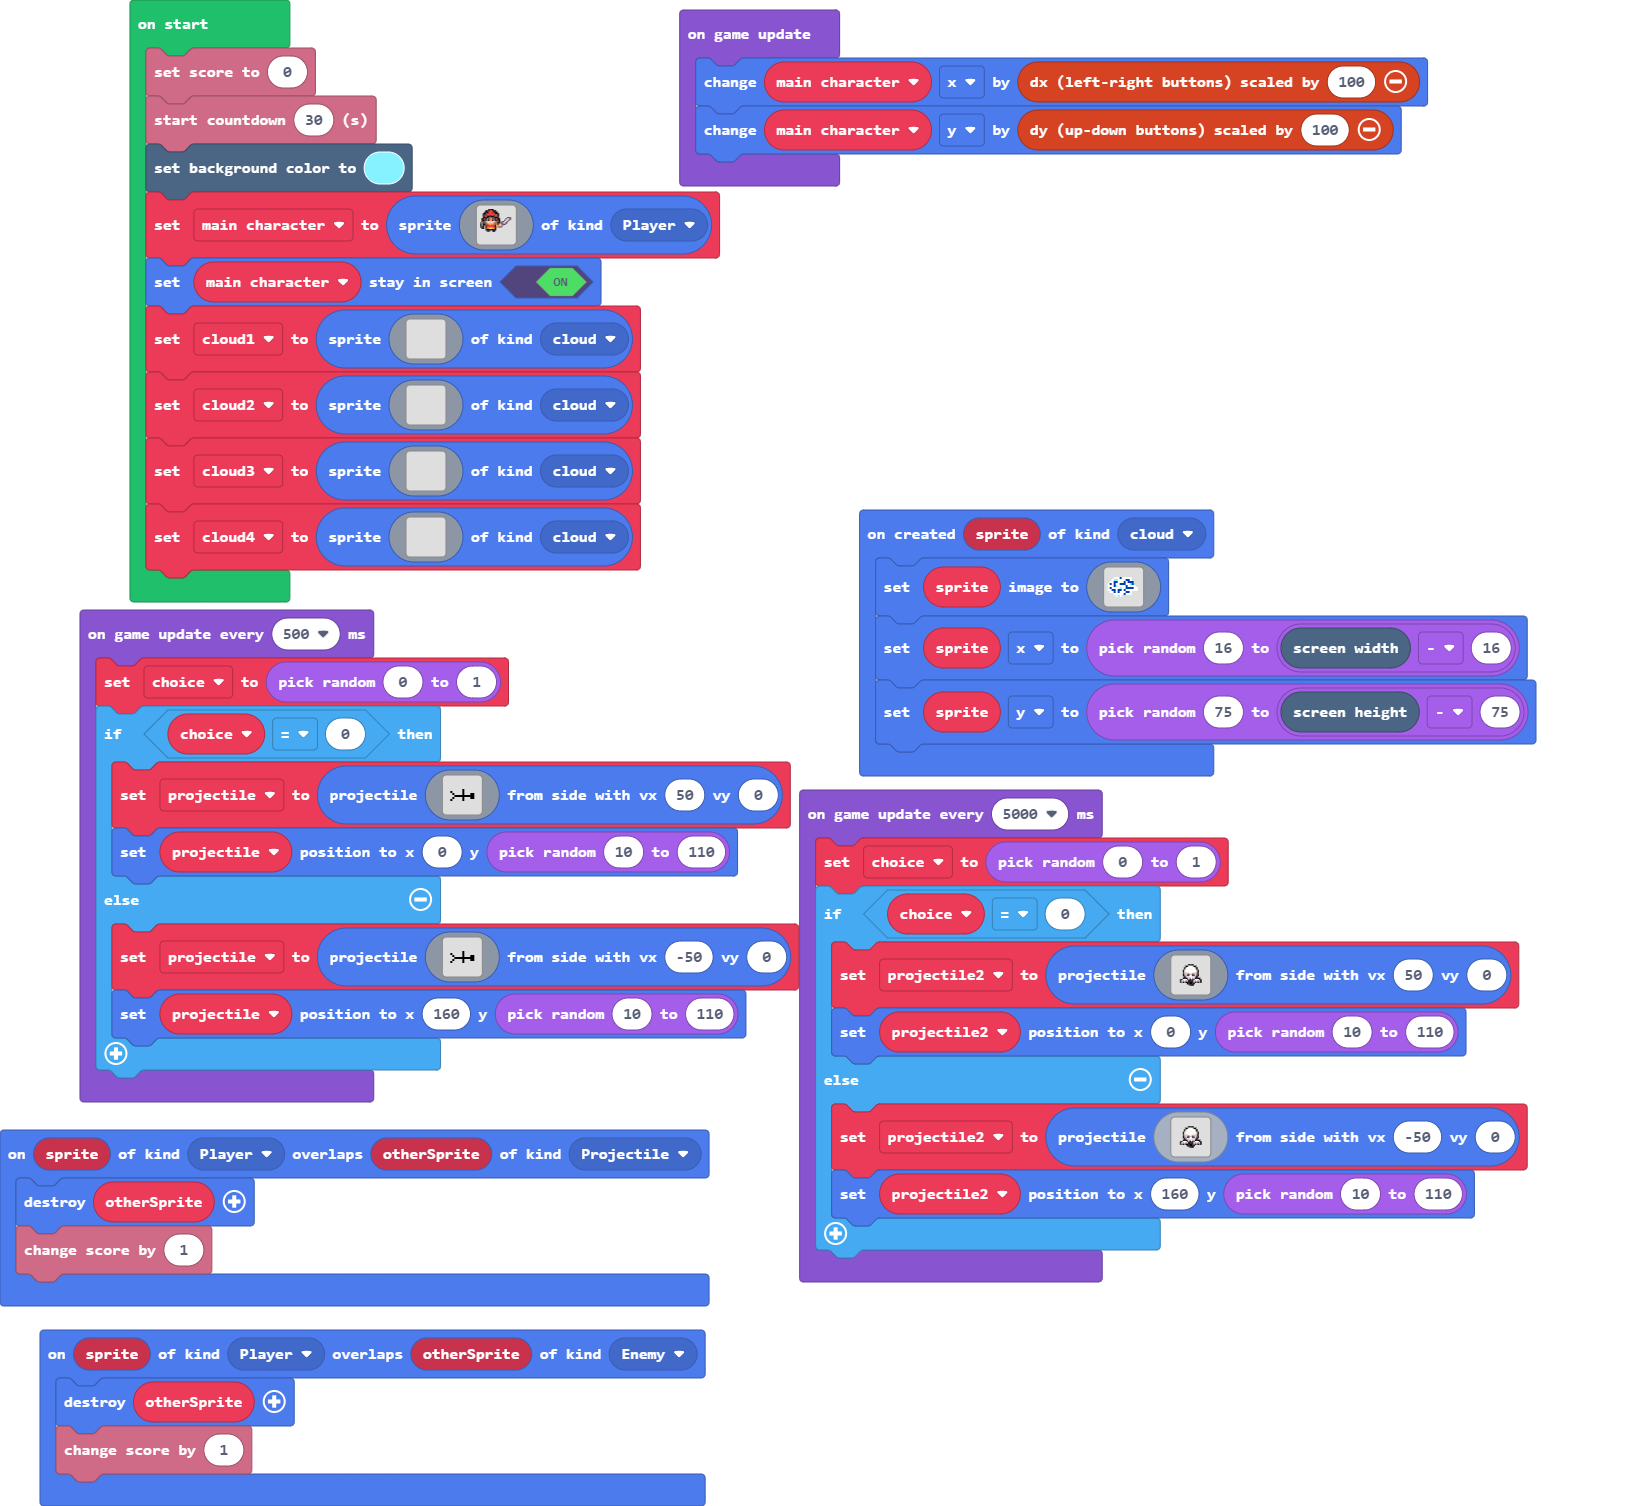 on start
set score to 0
start countdown 30 (s)
set background color to
set main character to sprite of kind Player
set main character stay in screen ON
set cloud1 to sprite of kind cloud
set cloud2 to sprite of kind cloud
set cloud3 to sprite of kind cloud
set cloud4 to sprite of kind cloud
on game update
change main character x by dx (left-right buttons) scaled by 100
change main character y by dy (up-down buttons) scaled by 100
on created sprite of kind cloud
set sprite image to
set sprite x to pick random 16 to screen width - 16
set sprite y to pick random 75 to screen height - 75
on game update every 500 ms
set choice to pick random 0 to 1
if choice = 0 then
set projectile to projectile from side with vx 50 vy 0
set projectile position to x 0 y pick random 10 to 110
else
set projectile to projectile from side with vx -50 vy 0
set projectile position to x 160 y pick random 10 to 110
on game update every 5000 ms
set choice to pick random 0 to 1
if choice = 0 then
set projectile2 to projectile from side with vx 50 vy 0
set projectile2 position to x 0 y pick random 10 to 110
else
set projectile2 to projectile from side with vx -50 vy 0
set projectile2 position to x 160 y pick random 10 to 110
on sprite of kind Player overlaps otherSprite of kind Projectile
destroy otherSprite
change score by 1
on sprite of kind Player overlaps otherSprite of kind Enemy
destroy otherSprite
change score by 1